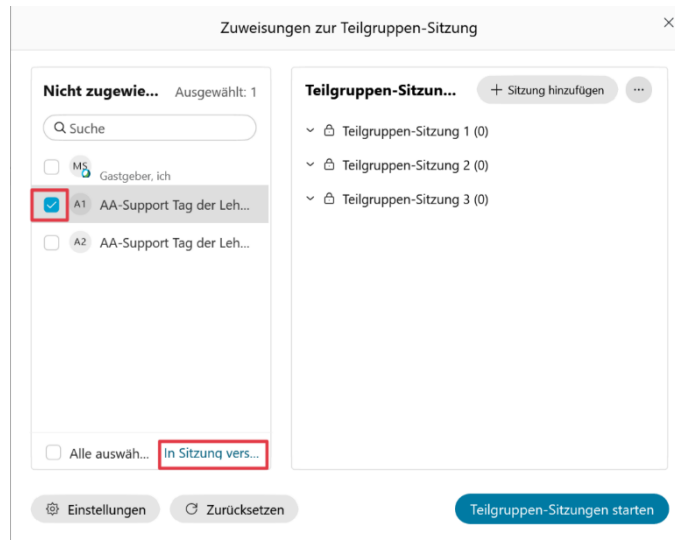 Zuweisungen zur Teilgruppen-Sitzung
Nicht zugewie... Ausgewählt: 1
Suche
MS
Gastgeber, ich
A1 AA-Support Tag der Leh...
A2 AA-Support Tag der Leh...
Alle auswäh... In Sitzung vers...
Teilgruppen-Sitzun... + Sitzung hinzufügen ...
Teilgruppen-Sitzung 1 (0)
Teilgruppen-Sitzung 2 (0)
Teilgruppen-Sitzung 3 (0)
Einstellungen Zurücksetzen Teilgruppen-Sitzungen starten